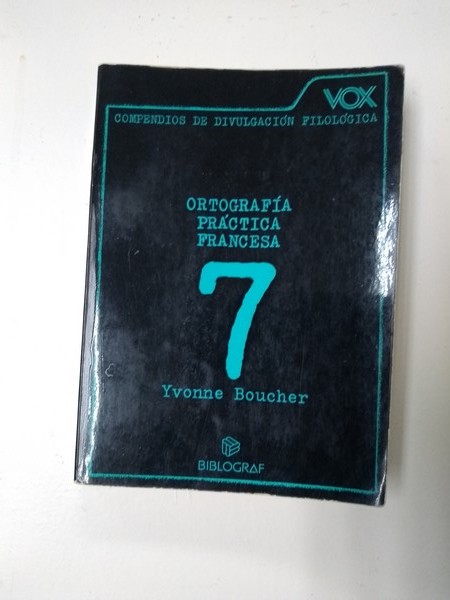 VOX
COMPENDIOS DE DIVULGACIÓN FILOLÓGICA
ORTOGRAFÍA
PRÁCTICA
FRANCESA
7
Yvonne Boucher
BIBLOGRAF